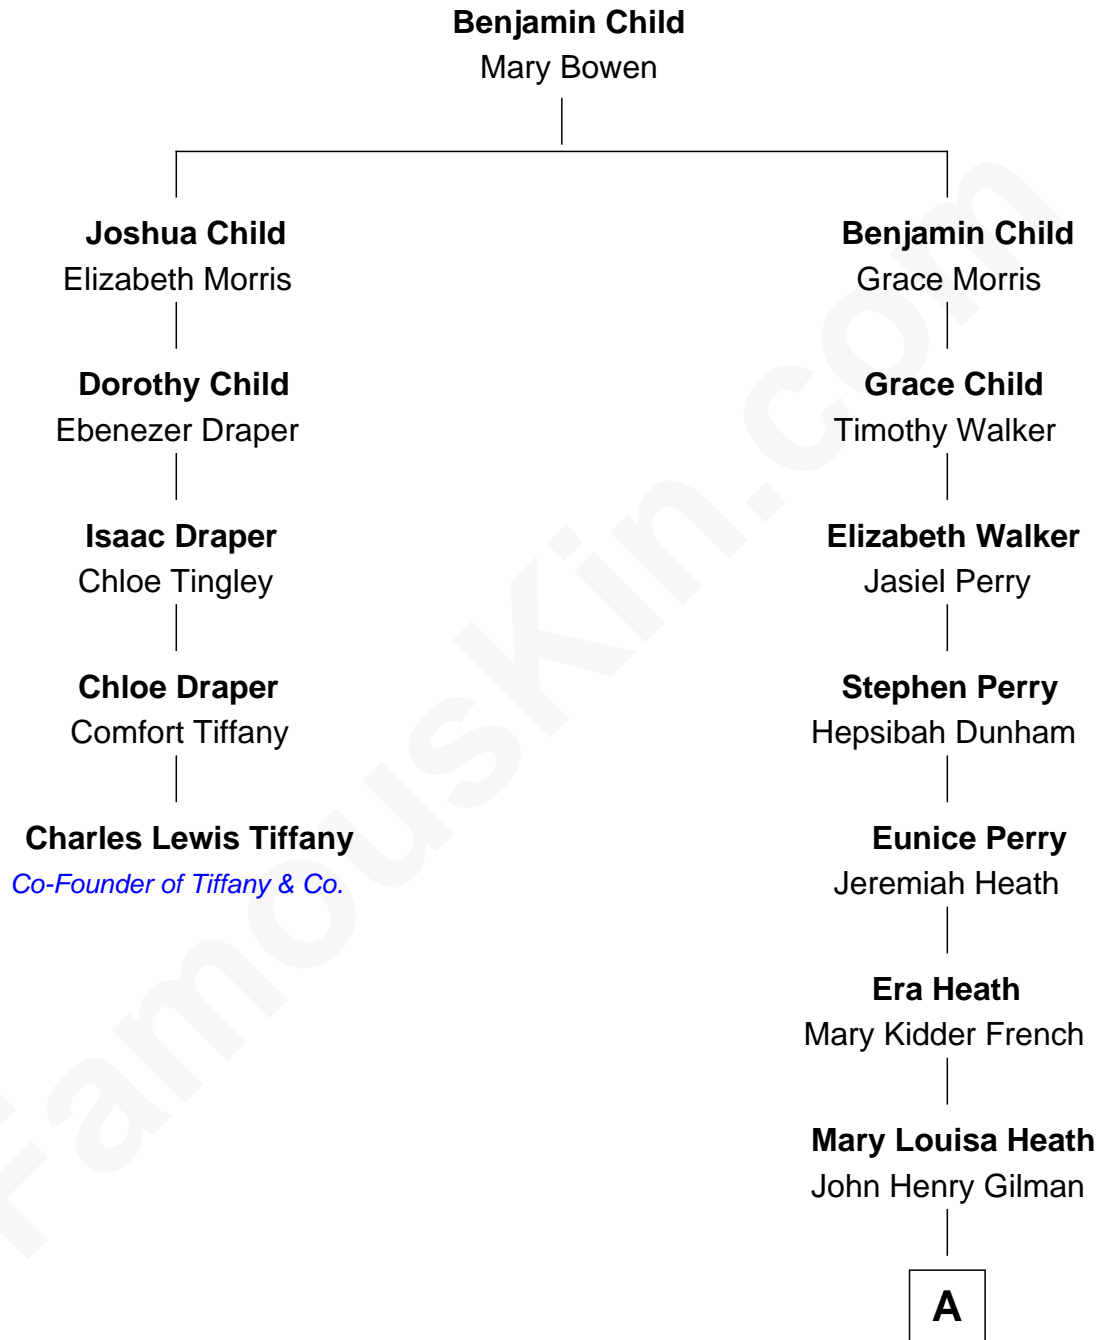 Benjamin Child
Mary Bowen
Joshua Child
Elizabeth Morris
Benjamin Child
Grace Morris
Dorothy Child
Ebenezer Draper
Grace Child
Timothy Walker
Isaac Draper
Chloe Tingley
Elizabeth Walker
Jasiel Perry
Chloe Draper
Comfort Tiffany
Stephen Perry
Hepsibah Dunham
Charles Lewis Tiffany
Co-Founder of Tiffany & Co.
Eunice Perry
Jeremiah Heath
Era Heath
Mary Kidder French
Mary Louisa Heath
John Henry Gilman
A
FamousKin.com